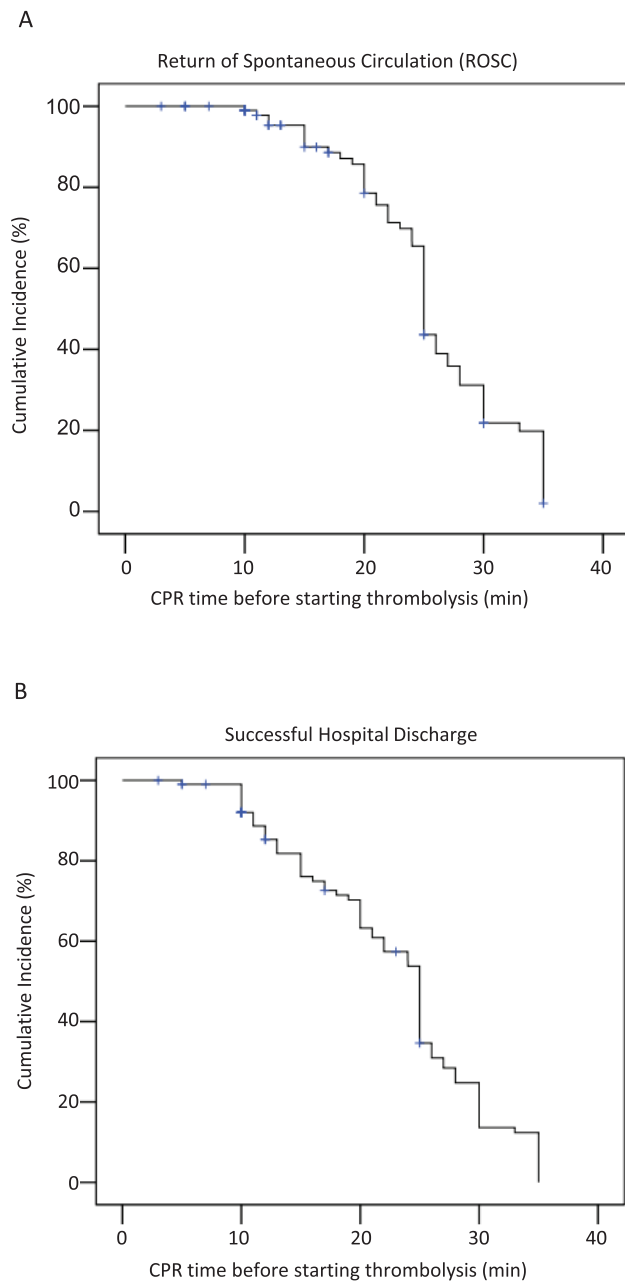 A
Return of Spontaneous Circulation (ROSC)
100
80
60
40
20
0
Cumulative Incidence (%)
0 10 20 30 40
CPR time before starting thrombolysis (min)
B
Successful Hospital Discharge
100
80
60
40
20
0
Cumulative Incidence (%)
0 10 20 30 40
CPR time before starting thrombolysis (min)